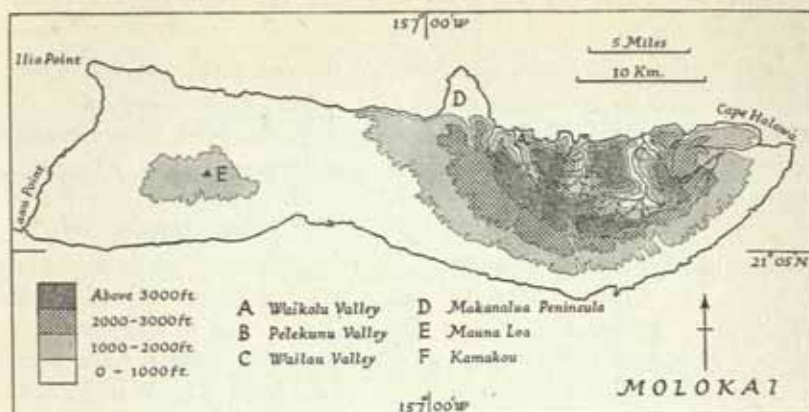 157°00'W
Ilio Point
5 Miles
10 Km.
D
Cape Halawa
A
E
Laau Point
21°05'N
Above 3000 ft.
2000-3000 ft.
1000-2000 ft.
0-1000 ft.
A Waikolu Valley
B Pelekunu Valley
C Wailau Valley
D Makanalua Peninsula
E Mauna Loa
F Kamakou
MOLOKAI
157°00'W